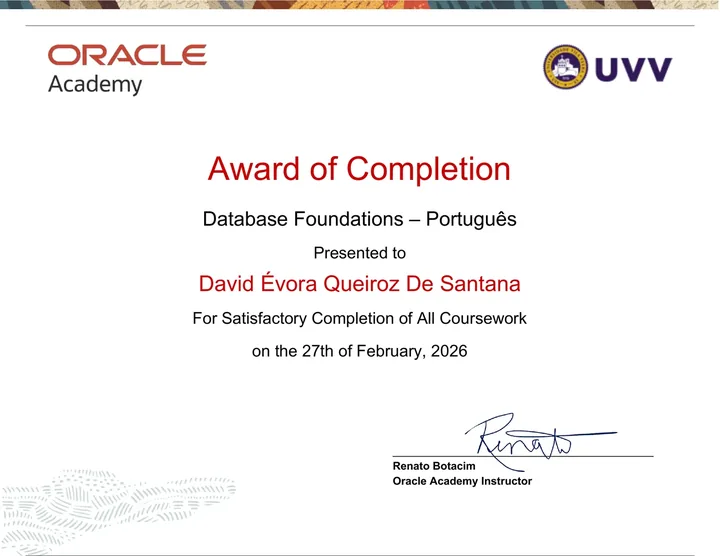 ORACLE
Academy
UVV
Award of Completion
Database Foundations – Português
Presented to
David Évora Queiroz De Santana
For Satisfactory Completion of All Coursework
on the 27th of February, 2026
Renato
Renato Botacim
Oracle Academy Instructor